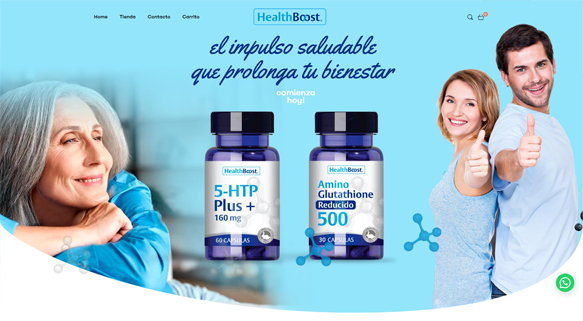 Home Tienda Contacto Carrito
HealthBoost.
el impulso saludable
que prolonga tu bienestar
comienza
hoy!
HealthBoost.
5-HTP
Plus +
160 mg
60 CAPSULAS
HealthBoost.
Amino
Glutathione
Reducido
500
30 CAPSULAS